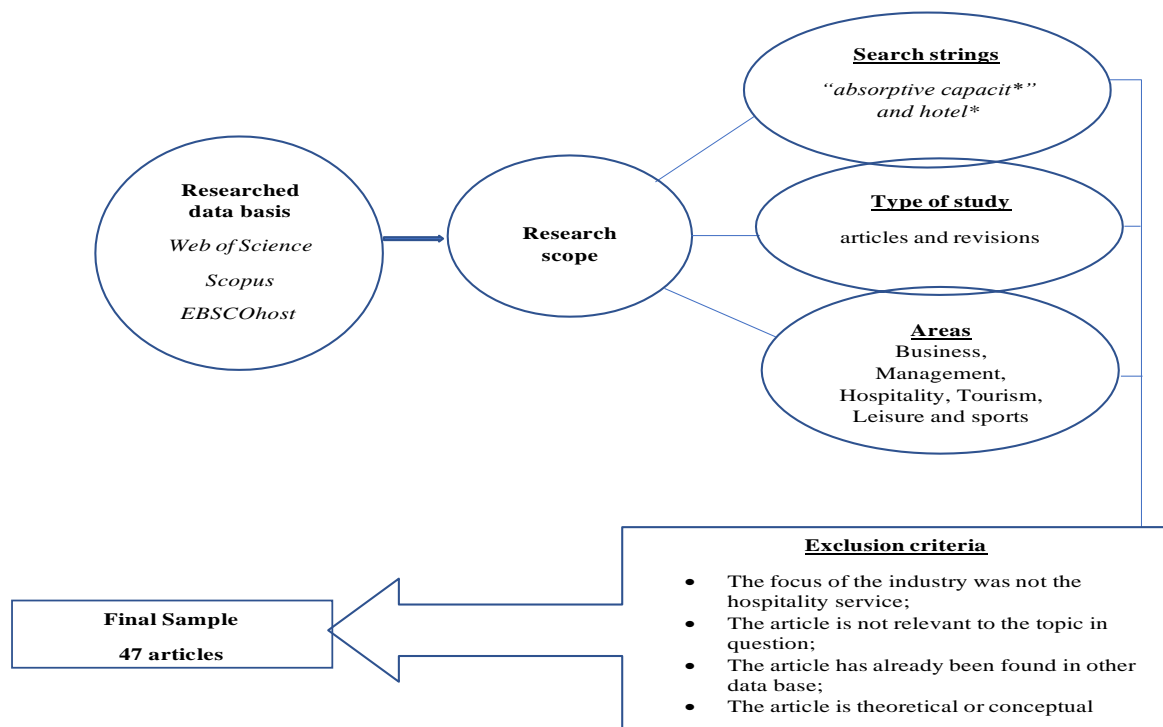 Researched
data basis
Web of Science
Scopus
EBSCOhost
Research
scope
Search strings
“absorptive capacit*”
and hotel*
Type of study
articles and revisions
Areas
Business,
Management,
Hospitality, Tourism,
Leisure and sports
Exclusion criteria
• The focus of the industry was not the
hospitality service;
• The article is not relevant to the topic in
question;
• The article has already been found in other
data base;
• The article is theoretical or conceptual
Final Sample
47 articles